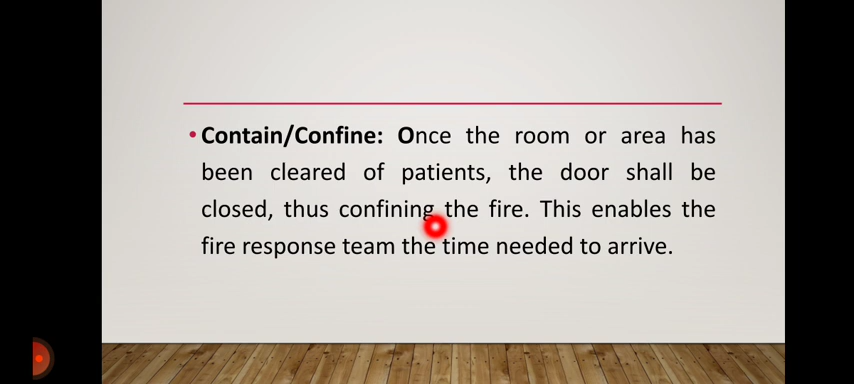 • Contain/Confine: Once the room or area has
been cleared of patients, the door shall be
closed, thus confining the fire. This enables the
fire response team the time needed to arrive.